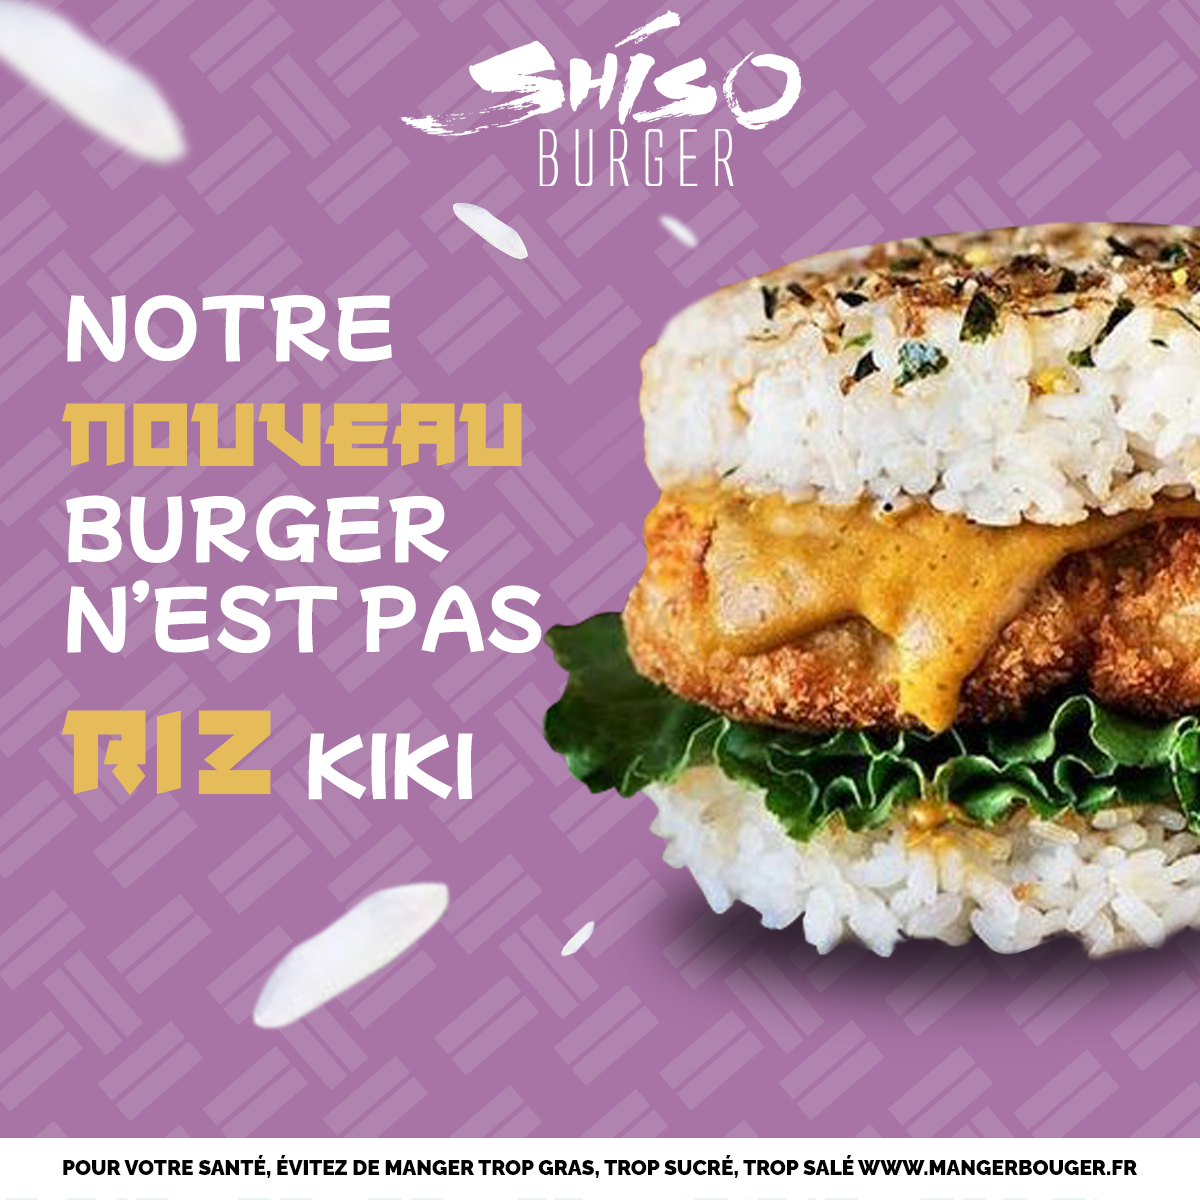 SHISO
BURGER
NOTRE
NOUVEAU
BURGER
N'EST PAS
RIZ KIKI
POUR VOTRE SANTÉ, ÉVITEZ DE MANGER TROP GRAS, TROP SUCRÉ, TROP SALÉ WWW.MANGERBOUGER.FR